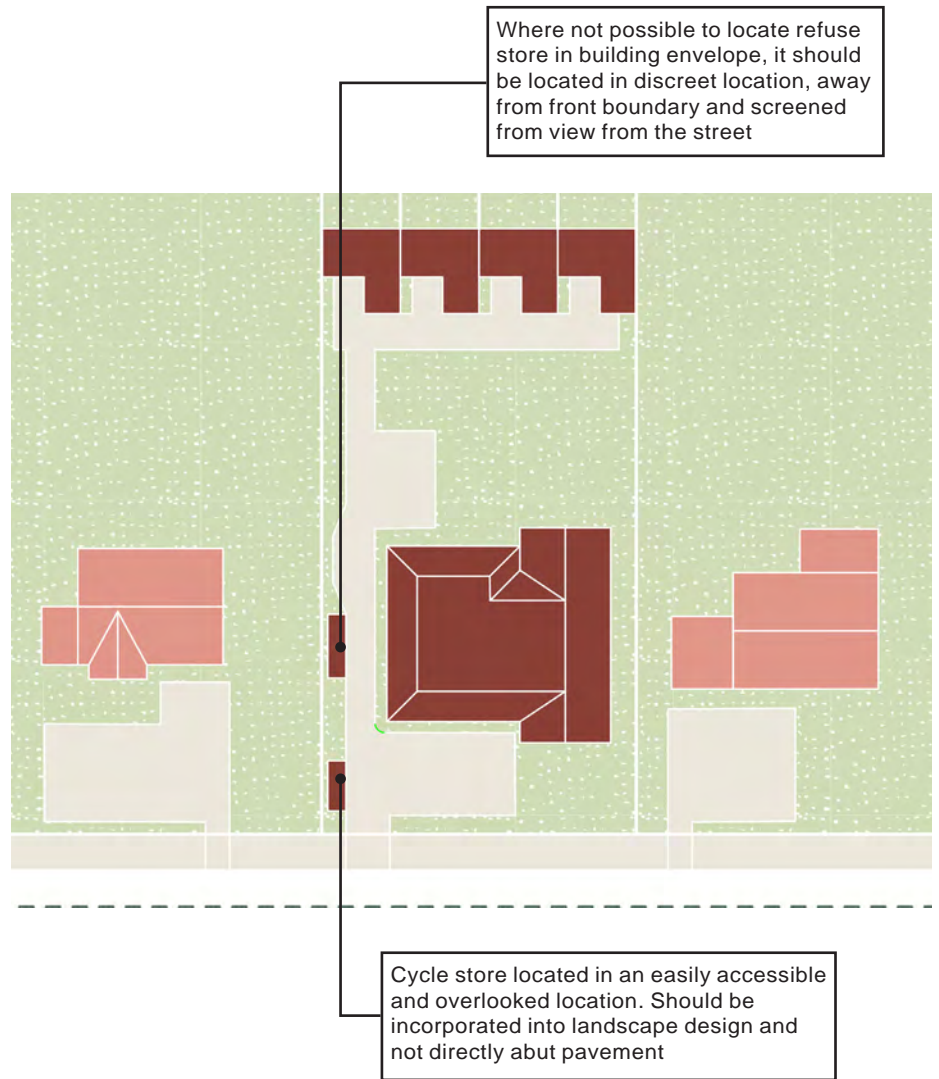 Where not possible to locate refuse
store in building envelope, it should
be located in discreet location, away
from front boundary and screened
from view from the street
Cycle store located in an easily accessible
and overlooked location. Should be
incorporated into landscape design and
not directly abut pavement